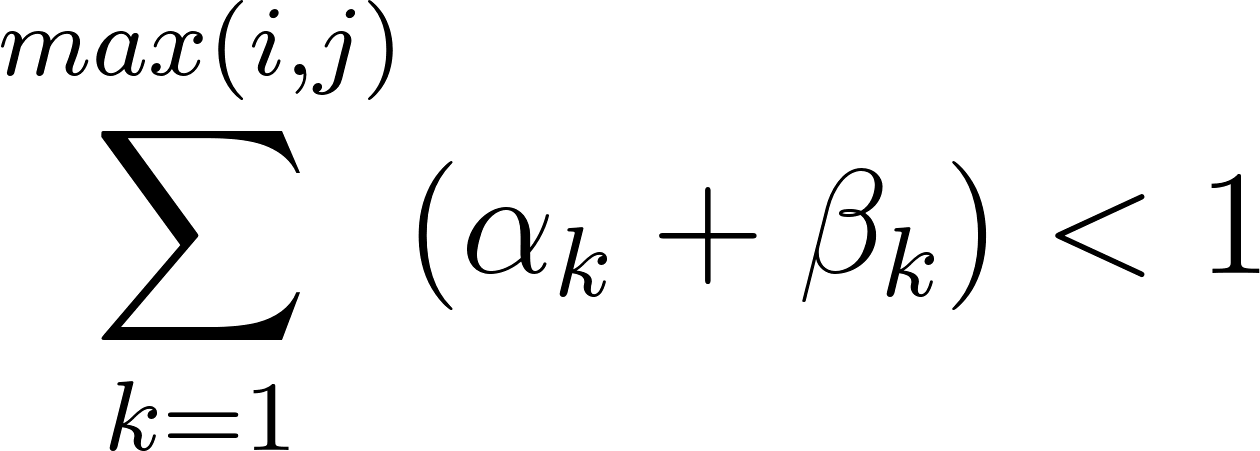 max(i,j)
∑ (α_k + β_k) < 1
k=1